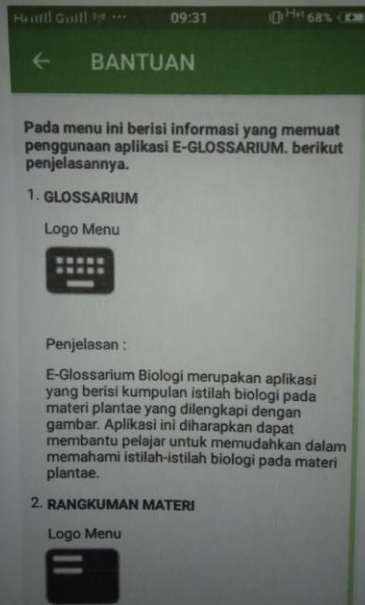 09:31
68%
BANTUAN
Pada menu ini berisi informasi yang memuat
penggunaan aplikasi E-GLOSSARIUM. berikut
penjelasannya.
1. GLOSSARIUM
Logo Menu
Penjelasan :
E-Glossarium Biologi merupakan aplikasi
yang berisi kumpulan istilah biologi pada
materi plantae yang dilengkapi dengan
gambar. Aplikasi ini diharapkan dapat
membantu pelajar untuk memudahkan dalam
memahami istilah-istilah biologi pada materi
plantae.
2. RANGKUMAN MATERI
Logo Menu